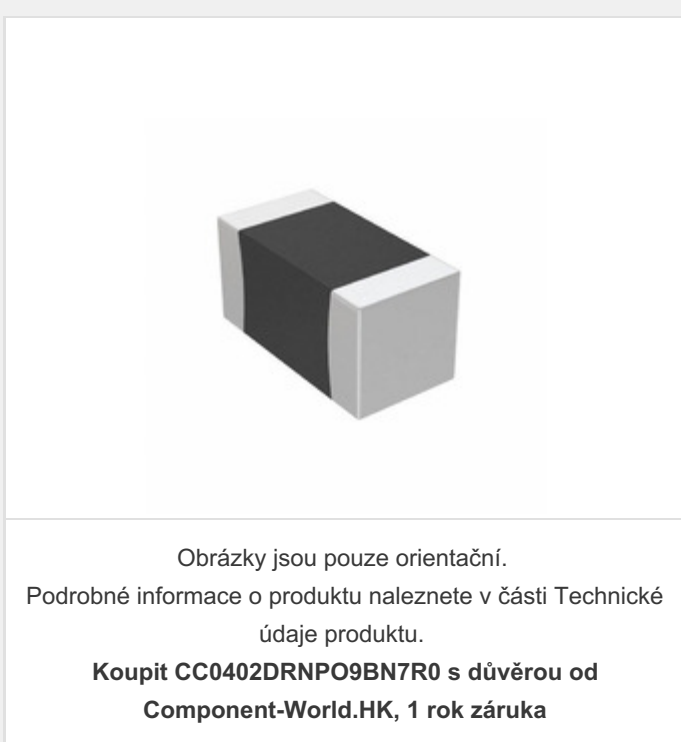 Obrázky jsou pouze orientační.
Podrobné informace o produktu naleznete v části Technické
údaje produktu.
Koupit CC0402DRNPO9BN7R0 s důvěrou od
Component-World.HK, 1 rok záruka